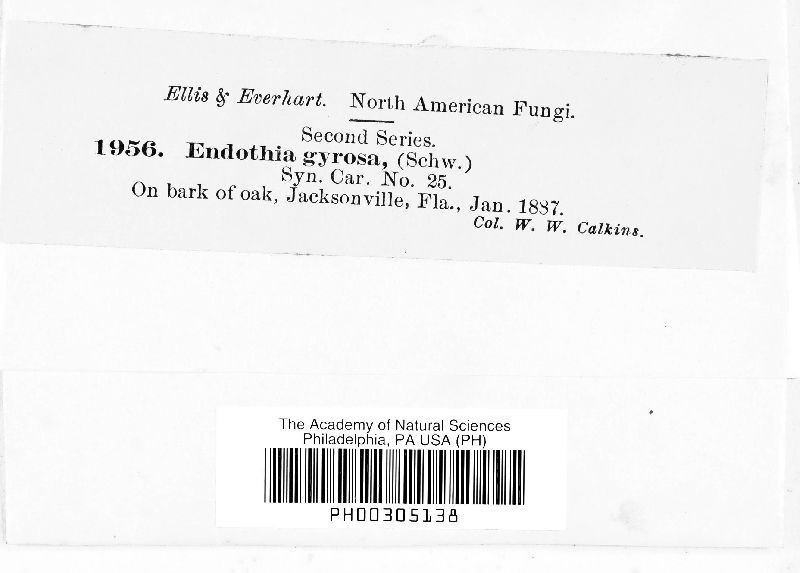 Ellis & Everhart. North American Fungi.
Second Series.
1956. Endothia gyrosa, (Schw.)
Syn. Car. No. 25.
On bark of oak, Jacksonville, Fla., Jan. 1887.
Col. W. W. Calkins.
The Academy of Natural Sciences
Philadelphia, PA USA (PH)
PH00305138